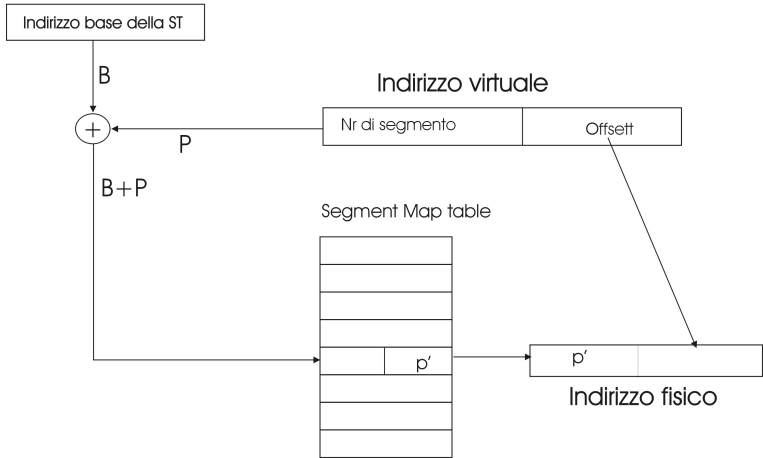 Indirizzo base della ST
B
Indirizzo virtuale
Nr di segmento
Offsett
+
P
B+P
Segment Map table
p'
p'
Indirizzo fisico